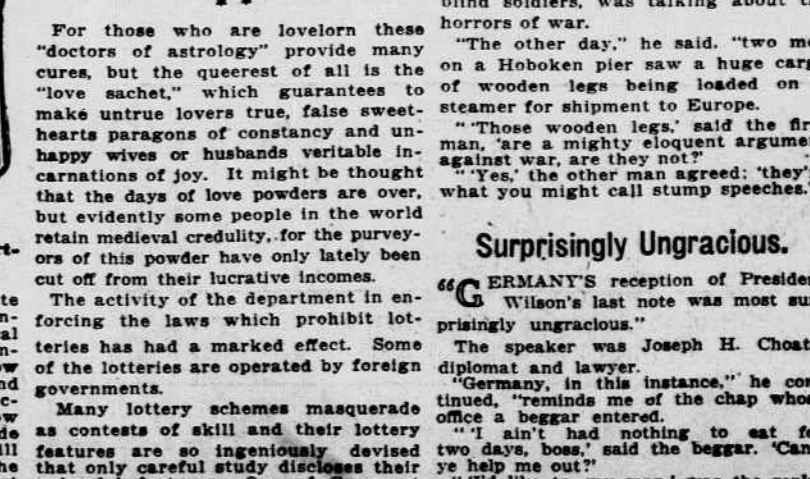 For those who are lovelorn these
"doctors of astrology" provide many
cures, but the queerest of all is the
"love sachet," which guarantees to
make untrue lovers true, false sweet-
hearts paragons of constancy and un-
happy wives or husbands veritable in-
carnations of joy. It might be thought
that the days of love powders are over,
but evidently some people in the world
retain medieval credulity, for the purvey-
ors of this powder have only lately been
cut off from their lucrative incomes.
The activity of the department in en-
forcing the laws which prohibit lot-
teries has had a marked effect. Some
of the lotteries are operated by foreign
governments.
Many lottery schemes masquerade
as contests of skill and their lottery
features are so ingeniously devised
that only careful study discloses their
blind soldiers, was talking about
horrors of war.
"The other day," he said, "two
on a Hoboken pier saw a huge
of wooden legs being loaded on
steamer for shipment to Europe.
"'Those wooden legs,' said the
man, 'are a mighty eloquent
against war, are they not?'
"'Yes,' the other man agreed; 'they
what you might call stump speeches.'
Surprisingly Ungracious.
"GERMANY'S reception of
Wilson's last note was most
prisingly ungracious."
The speaker was Joseph H.
diplomat and lawyer.
"Germany, in this instance," he
tinued, "reminds me of the chap
office a beggar entered.
"'I ain't had nothing to eat
two days, boss,' said the beggar. 'Can
ye help me out?'